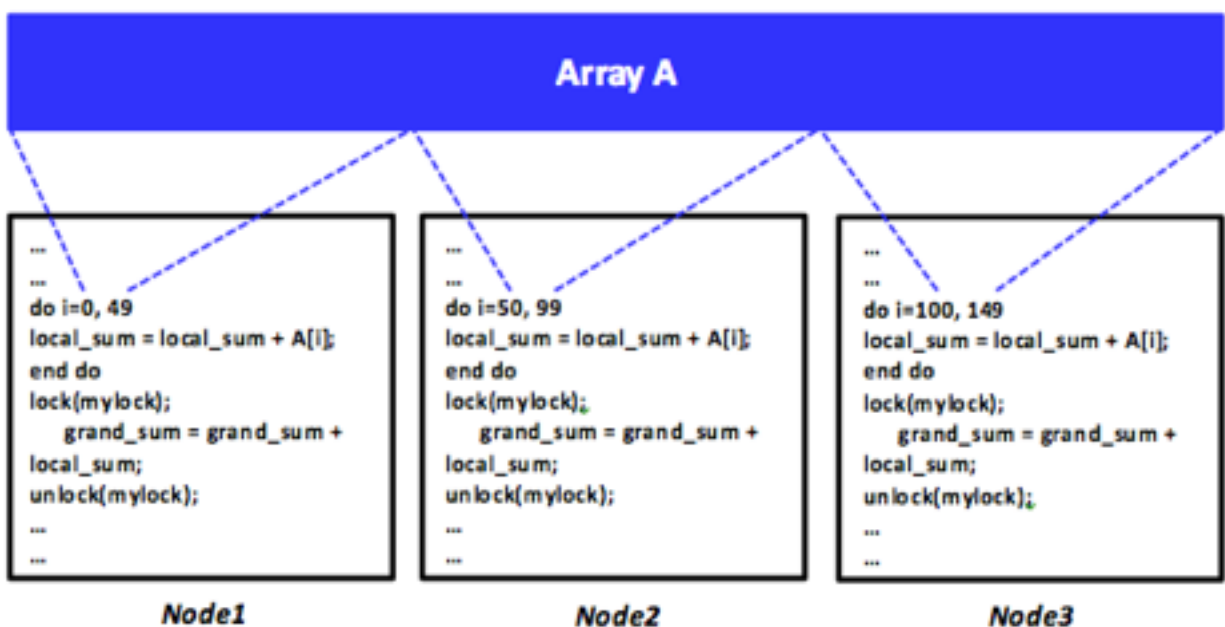 Array A
...
...
do i=0, 49
local_sum = local_sum + A[i];
end do
lock(mylock);
grand_sum = grand_sum +
local_sum;
unlock(mylock);
...
...
Node1
...
...
do i=50, 99
local_sum = local_sum + A[i];
end do
lock(mylock);
grand_sum = grand_sum +
local_sum;
unlock(mylock);
...
...
Node2
...
...
do i=100, 149
local_sum = local_sum + A[i];
end do
lock(mylock);
grand_sum = grand_sum +
local_sum;
unlock(mylock);
...
...
Node3